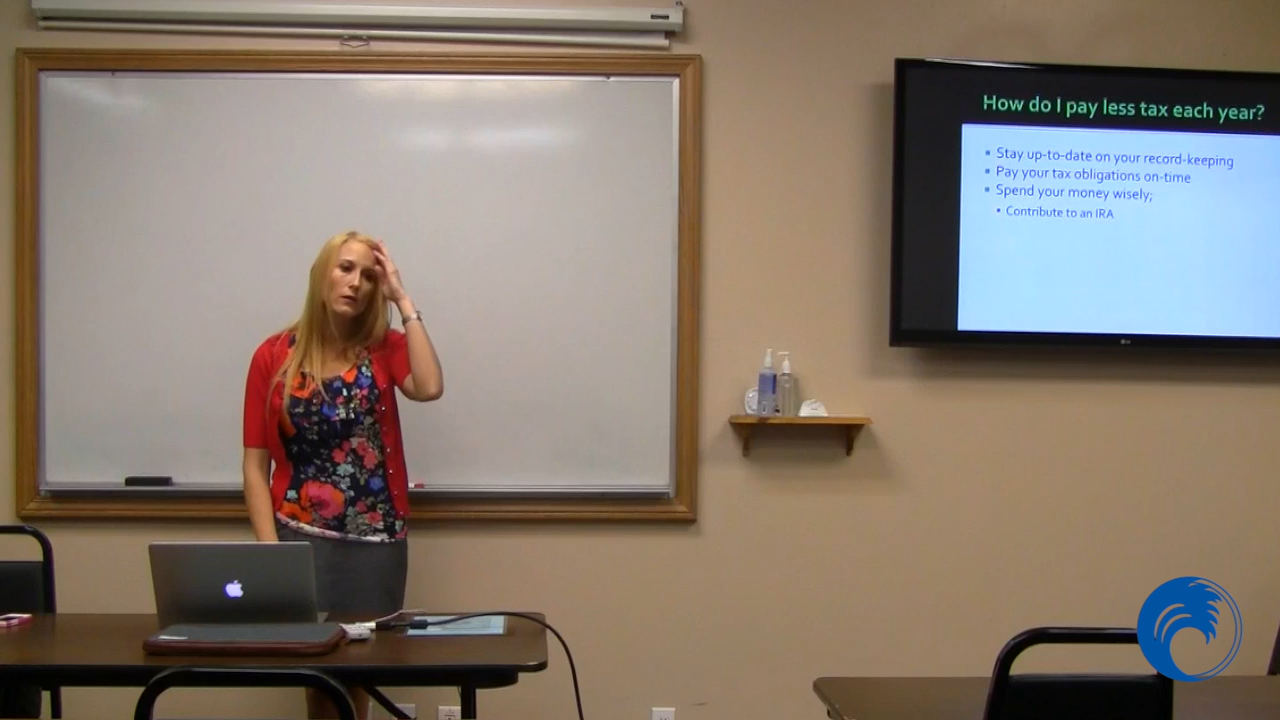 How do I pay less tax each year?
Stay up-to-date on your record-keeping
Pay your tax obligations on-time
Spend your money wisely;
Contribute to an IRA
LG